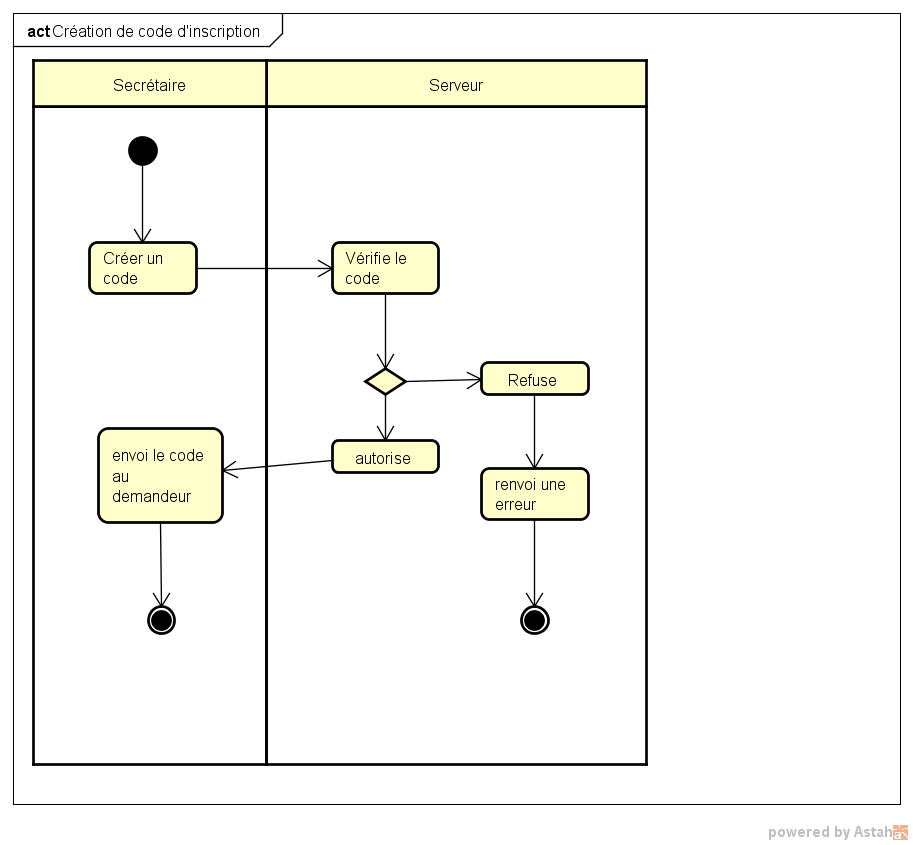 act Création de code d'inscription
Secrétaire
Serveur
Créer un
code
Vérifie le
code
Refuse
envoi le code
au
demandeur
autorise
renvoi une
erreur
powered by Astah